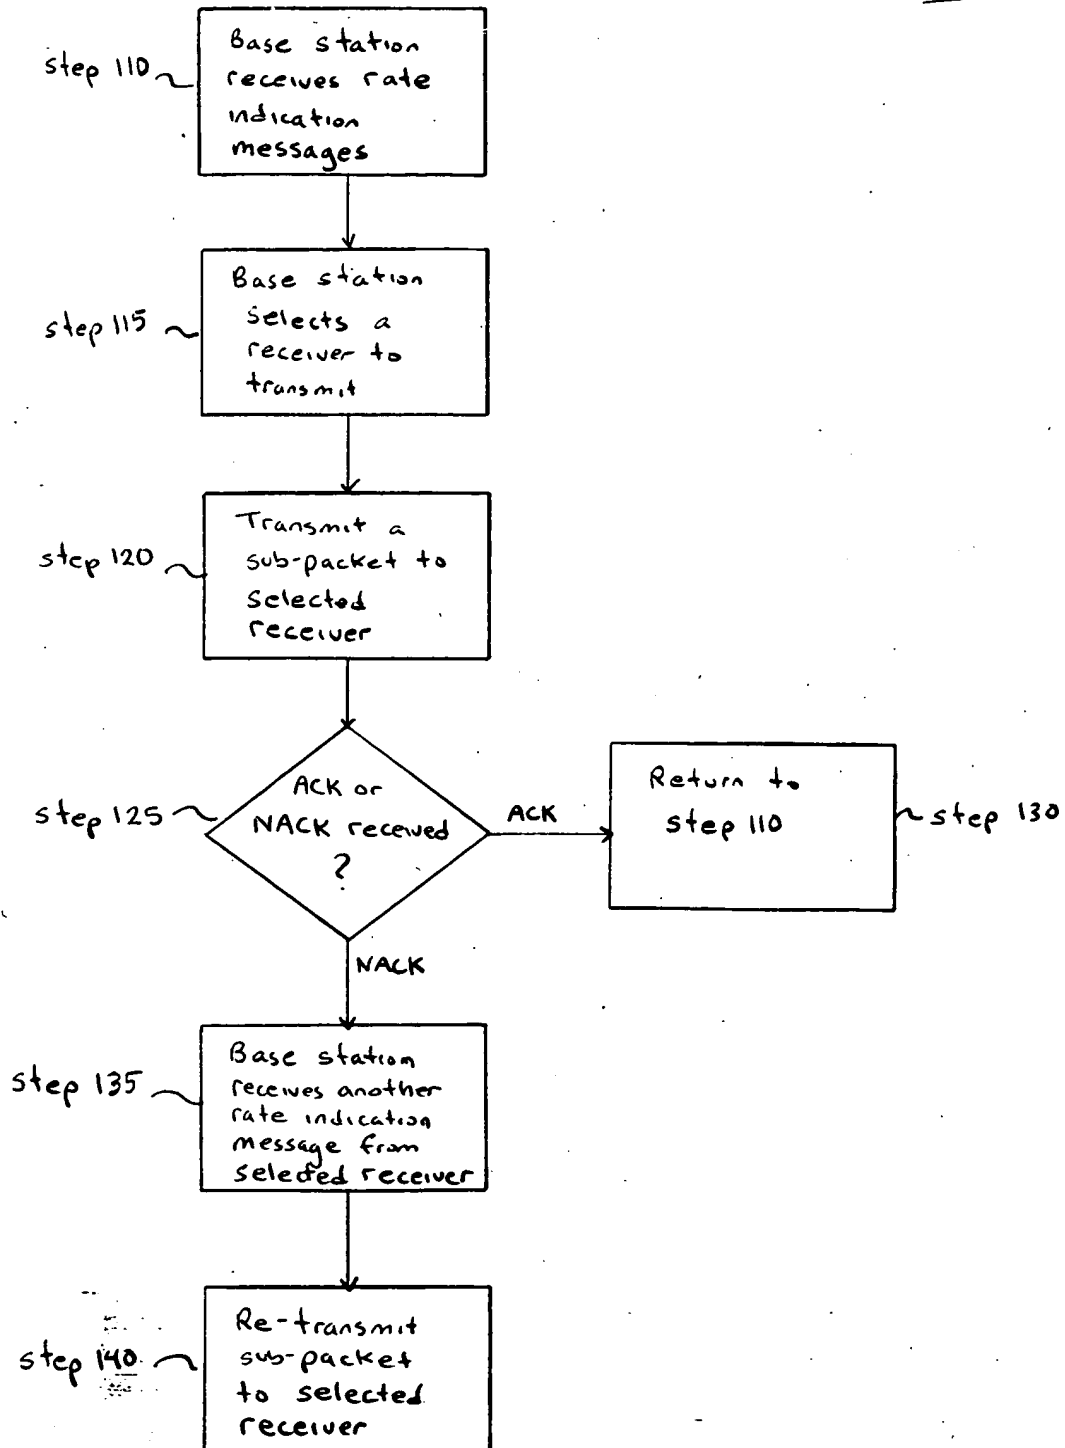 step 110
Base station
receives rate
indication
messages
step 115
Base station
selects a
receiver to
transmit
step 120
Transmit a
sub-packet to
selected
receiver
step 125
ACK or
NACK received
?
ACK
Return to
step 110
step 130
NACK
step 135
Base station
receives another
rate indication
message from
selected receiver
step 140
Re-transmit
sub-packet
to selected
receiver